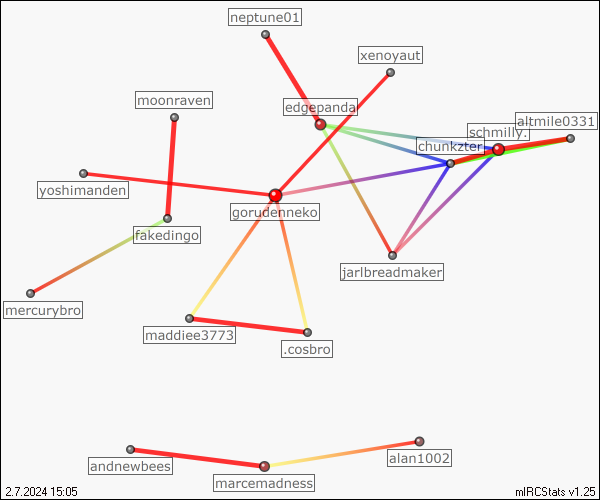 neptune01
xenoyaut
moonraven
edgepanda
altmile0331
schmilly.
chunkzter
yoshimanden
gorudenneko
fakedingo
jarlbreadmaker
mercurybro
maddiee3773
.cosbro
alan1002
andnewbees
marcemadness
2.7.2024 15:05
mIRCStats v1.25